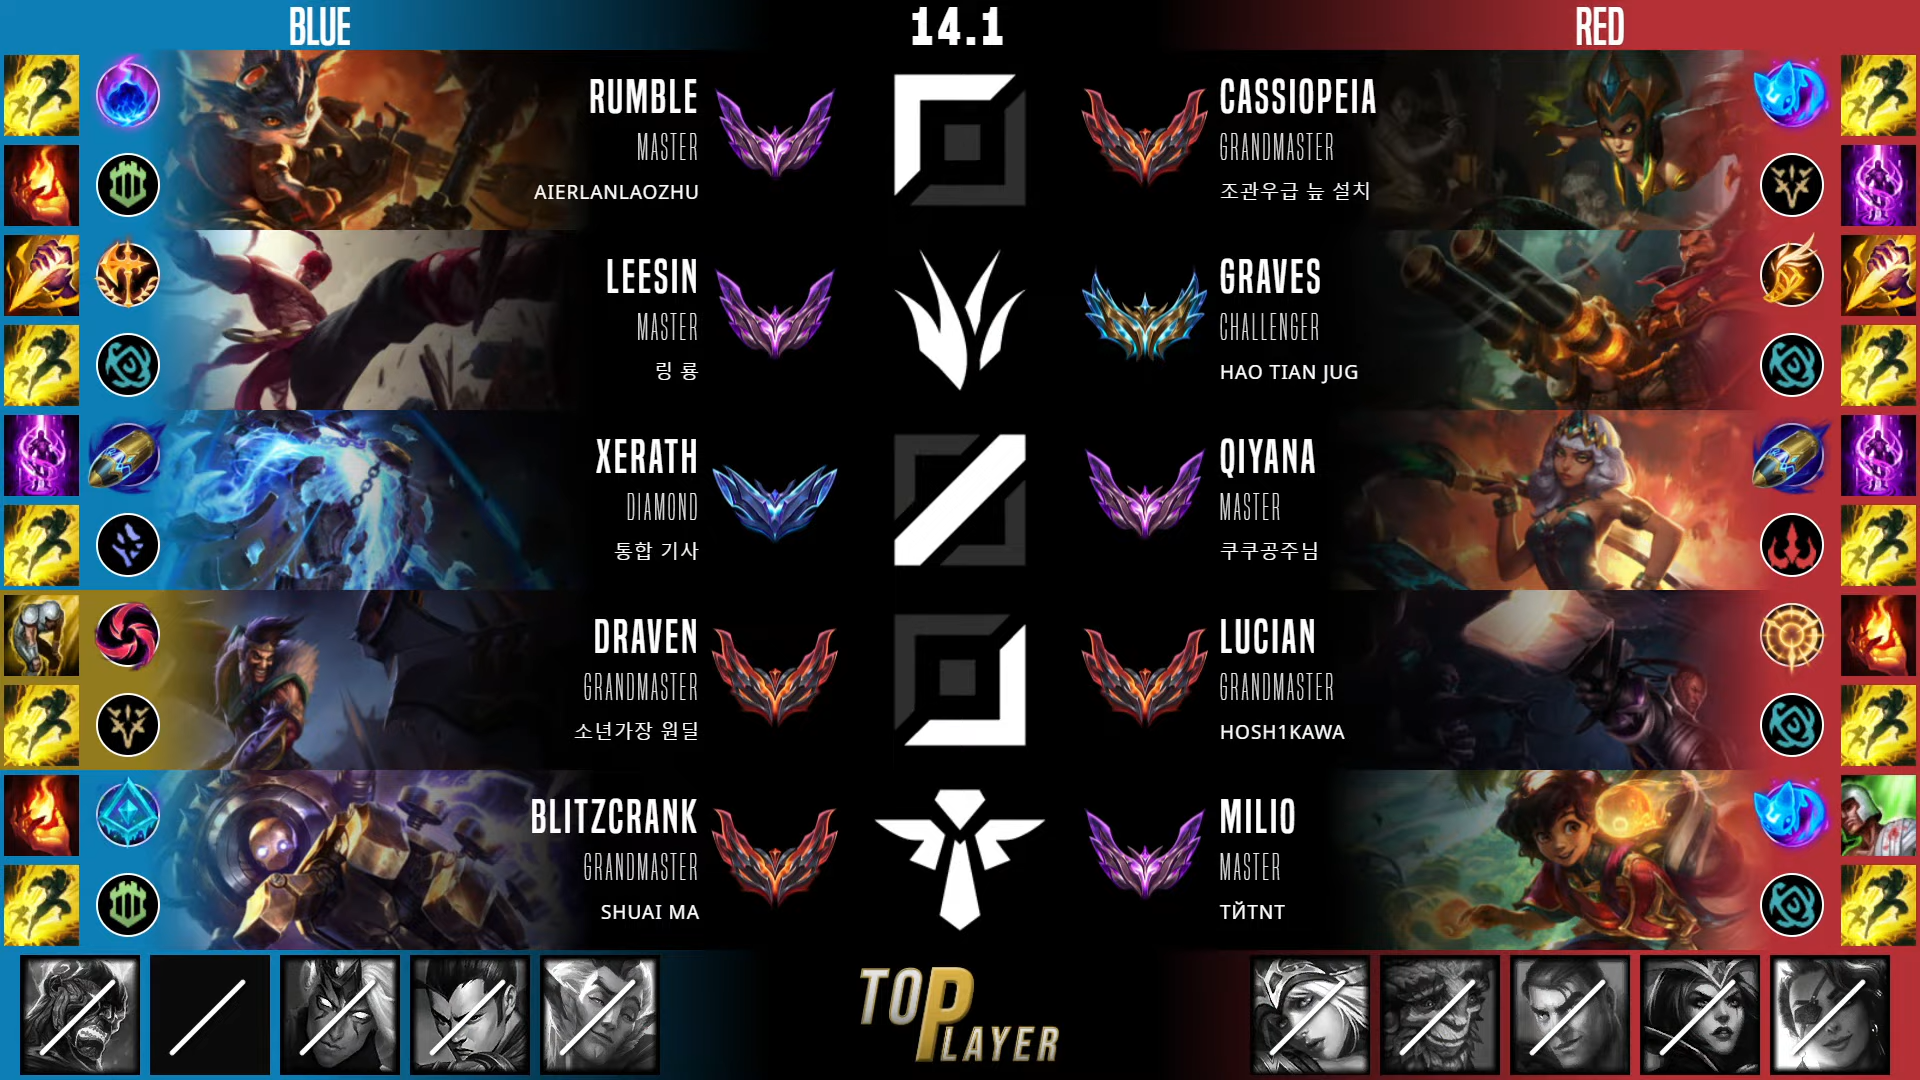 BLUE
14.1
RED
RUMBLE
MASTER
AIERLANLAOZHU
CASSIOPEIA
GRANDMASTER
조관우급 늪 설치
LEESIN
MASTER
링 룡
GRAVES
CHALLENGER
HAO TIAN JUG
XERATH
DIAMOND
통합 기사
QIYANA
MASTER
쿠쿠공주님
DRAVEN
GRANDMASTER
소년가장 원딜
LUCIAN
GRANDMASTER
HOSH1KAWA
BLITZCRANK
GRANDMASTER
SHUAI MA
MILIO
MASTER
TЙTNT
TOP
PLAYER